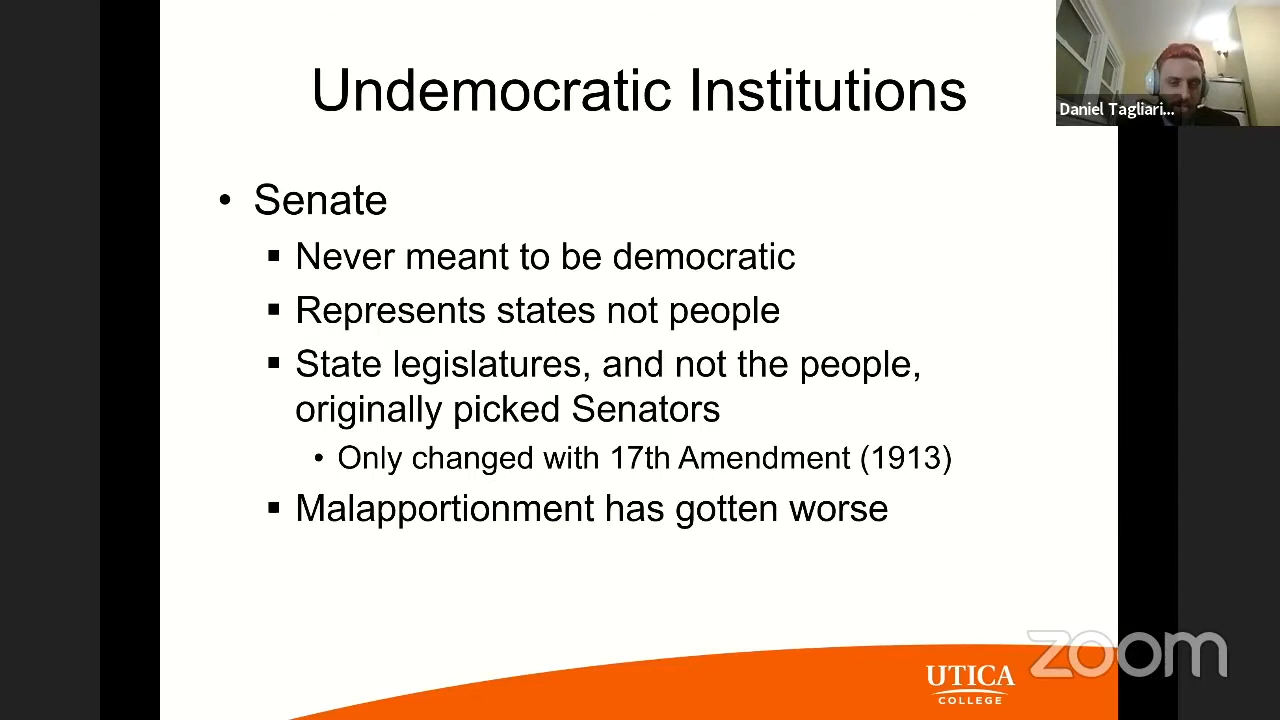 Undemocratic Institutions
Daniel Tagliari...
• Senate
▪ Never meant to be democratic
▪ Represents states not people
▪ State legislatures, and not the people,
originally picked Senators
• Only changed with 17th Amendment (1913)
▪ Malapportionment has gotten worse
zoom
UTICA
COLLEGE